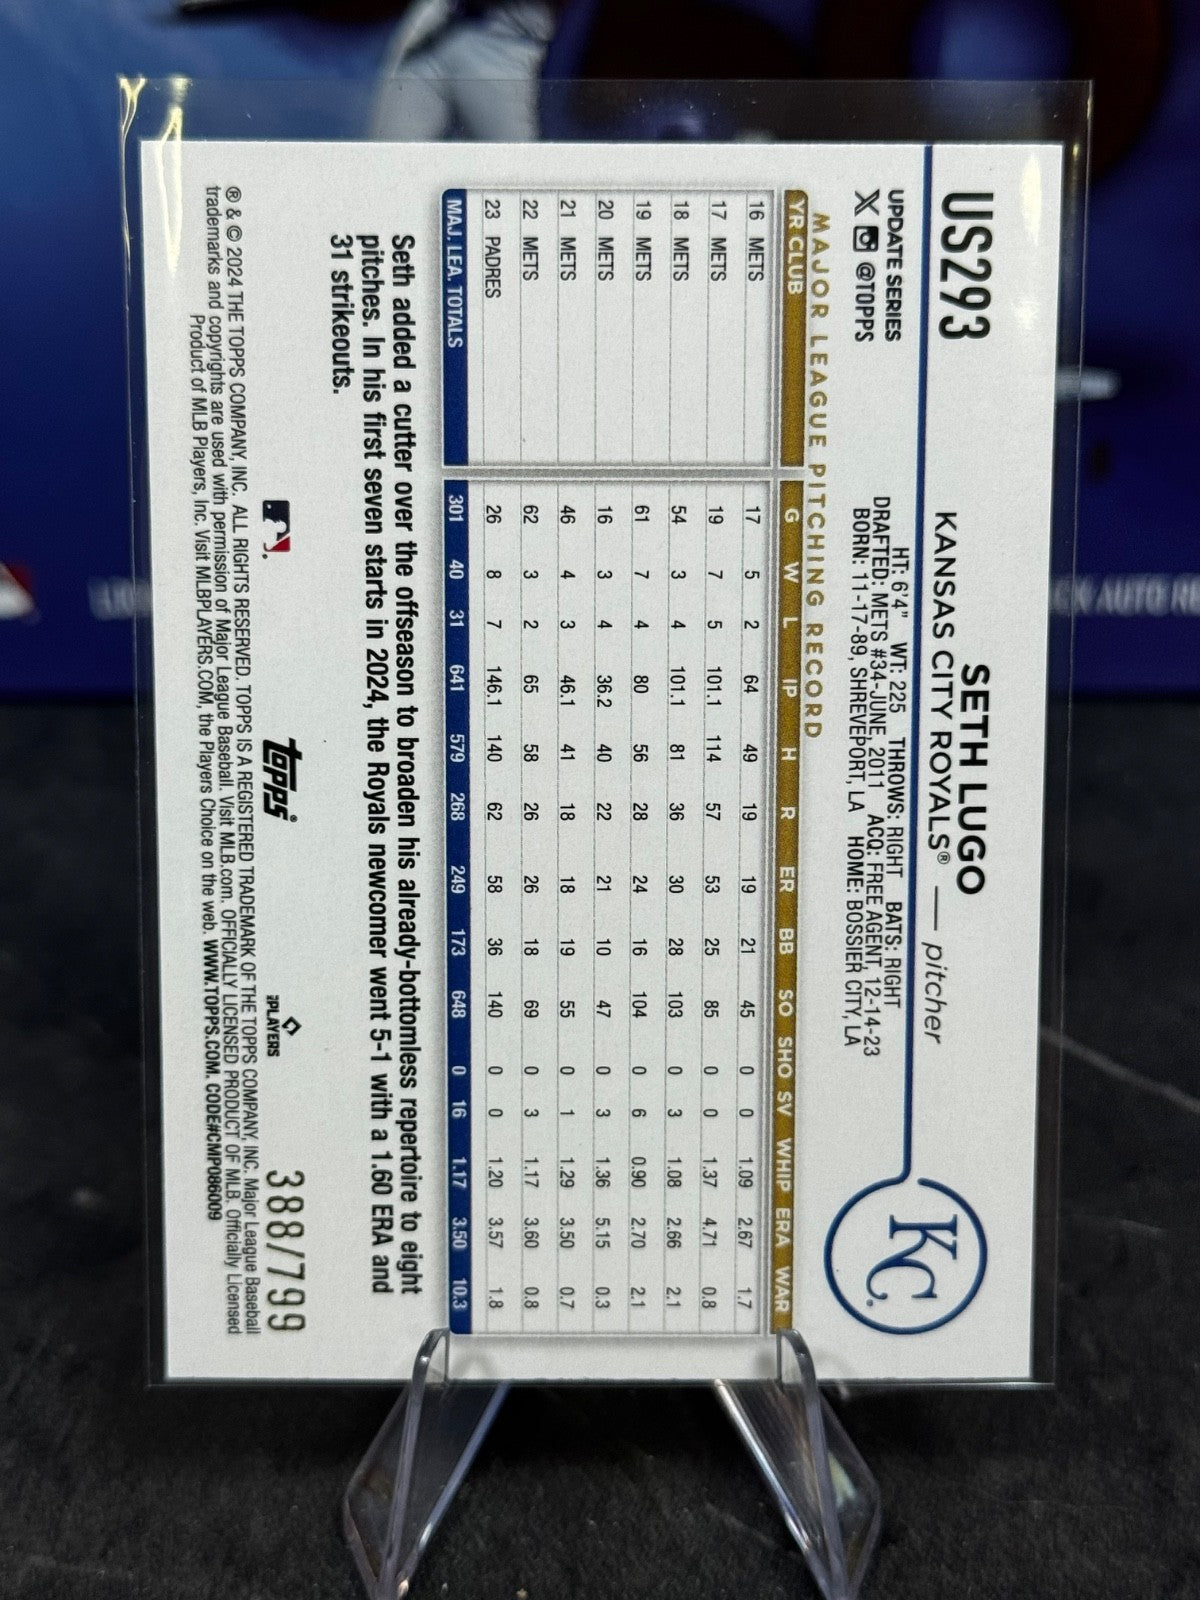 US293
SETH LUGO
KANSAS CITY ROYALS® — pitcher
UPDATE SERIES
X @TOPPS
HT: 6'4" WT: 225 THROWS: RIGHT BATS: RIGHT
DRAFTED: METS #34-JUNE, 2011 ACQ: FREE AGENT, 12-14-23
BORN: 11-17-89, SHREVEPORT, LA HOME: BOSSIER CITY, LA
KC
MAJOR LEAGUE PITCHING RECORD
YR CLUB G W L IP H R ER BB SO SHO SV WHIP ERA WAR
16 METS 17 5 2 64 49 19 19 21 45 0 0 1.09 2.67 1.7
17 METS 19 7 5 101.1 114 57 53 25 85 0 0 1.37 4.71 0.8
18 METS 54 3 4 101.1 81 36 30 28 103 0 3 1.08 2.66 2.1
19 METS 61 7 4 80 56 28 24 16 104 0 6 0.90 2.70 2.1
20 METS 16 3 4 36.2 40 22 21 10 47 0 3 1.36 5.15 0.3
21 METS 46 4 3 46.1 41 18 18 19 55 0 1 1.29 3.50 0.7
22 METS 62 3 2 65 58 26 26 18 69 0 3 1.17 3.60 0.8
23 PADRES 26 8 7 146.1 140 62 58 36 140 0 0 1.20 3.57 1.8
MAJ. LEA. TOTALS 301 40 31 641 579 268 249 173 648 0 16 1.17 3.50 10.3
Seth added a cutter over the offseason to broaden his already-bottomless repertoire to eight
pitches. In his first seven starts in 2024, the Royals newcomer went 5-1 with a 1.60 ERA and
31 strikeouts.
topps®
PLAYERS
388/799
® & © 2024 THE TOPPS COMPANY, INC. ALL RIGHTS RESERVED. TOPPS IS A REGISTERED TRADEMARK OF THE TOPPS COMPANY, INC. Major League Baseball
trademarks and copyrights are used with permission of Major League Baseball. Visit MLB.com. OFFICIALLY LICENSED PRODUCT OF MLB. Officially Licensed
Product of MLB Players, Inc. Visit MLBPLAYERS.COM, the Players Choice on the web. WWW.TOPPS.COM. CODE#CMP086009